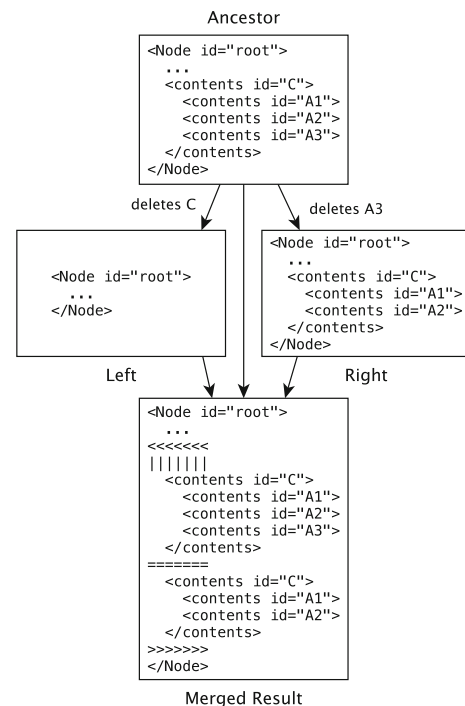 Ancestor
<Node id="root">
  ...
  <contents id="C">
    <contents id="A1">
    <contents id="A2">
    <contents id="A3">
  </contents>
</Node>
deletes C
deletes A3
<Node id="root">
  ...
</Node>
Left
<Node id="root">
  ...
  <contents id="C">
    <contents id="A1">
    <contents id="A2">
  </contents>
</Node>
Right
<Node id="root">
  ...
<<<<<<<
|||||||
  <contents id="C">
    <contents id="A1">
    <contents id="A2">
    <contents id="A3">
  </contents>
=======
  <contents id="C">
    <contents id="A1">
    <contents id="A2">
  </contents>
>>>>>>>
</Node>
Merged Result